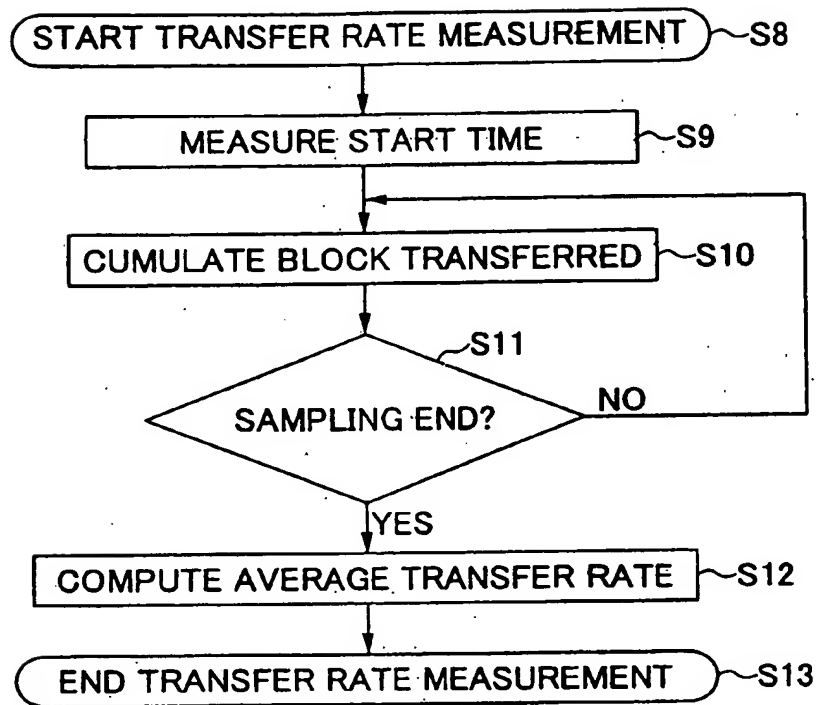 START TRANSFER RATE MEASUREMENT S8
MEASURE START TIME S9
CUMULATE BLOCK TRANSFERRED S10
S11
SAMPLING END?
NO
YES
COMPUTE AVERAGE TRANSFER RATE S12
END TRANSFER RATE MEASUREMENT S13